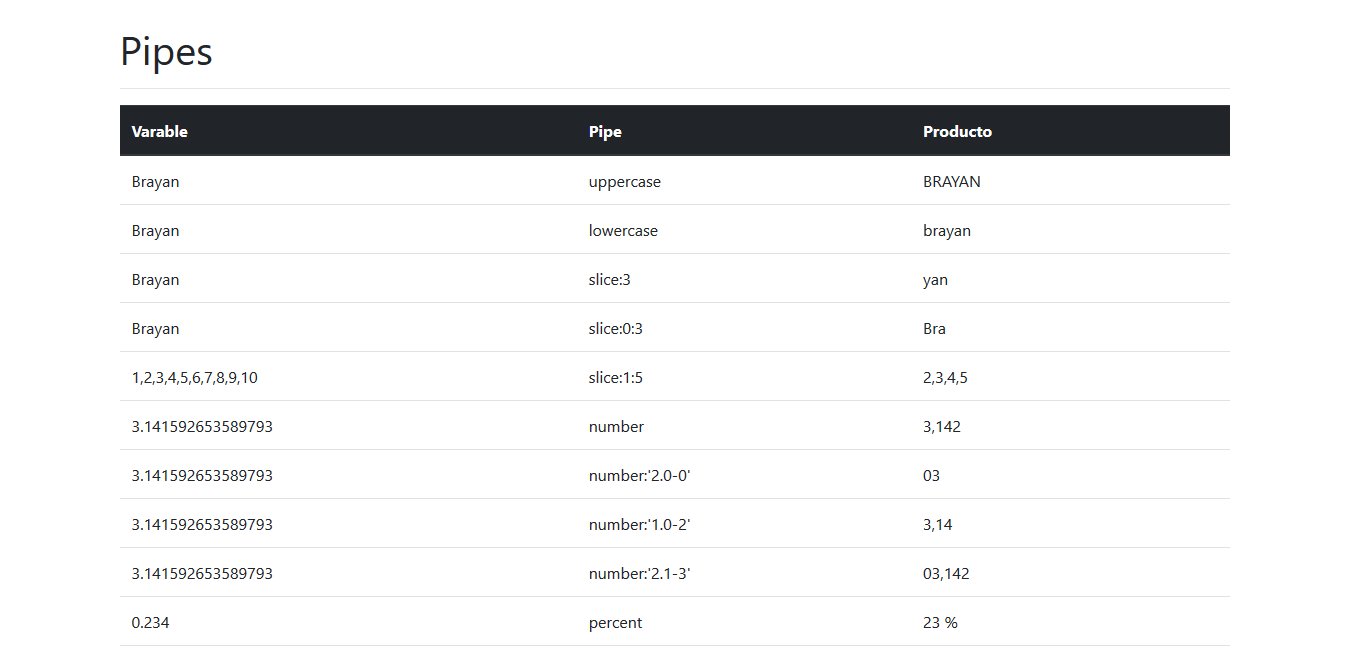 Pipes
Varable Pipe Producto
Brayan uppercase BRAYAN
Brayan lowercase brayan
Brayan slice:3 yan
Brayan slice:0:3 Bra
1,2,3,4,5,6,7,8,9,10 slice:1:5 2,3,4,5
3.141592653589793 number 3,142
3.141592653589793 number:'2.0-0' 03
3.141592653589793 number:'1.0-2' 3,14
3.141592653589793 number:'2.1-3' 03,142
0.234 percent 23 %